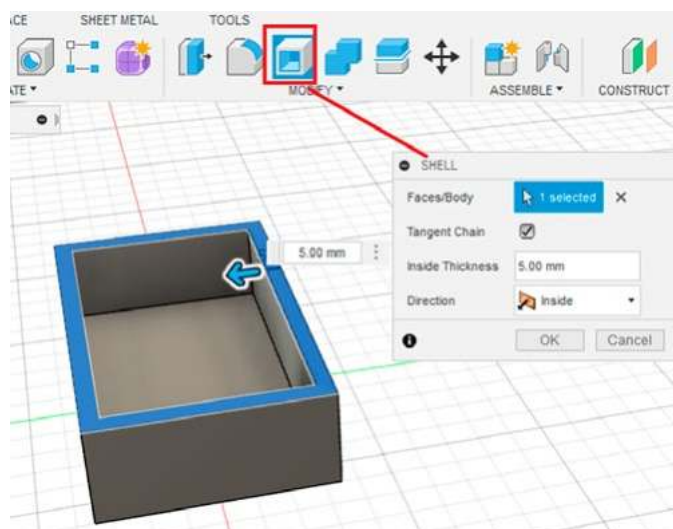 ACE SHEET METAL TOOLS
ATE ▾ MODIFY ▾ ASSEMBLE ▾ CONSTRUCT
SHELL
Faces/Body 1 selected
Tangent Chain
5.00 mm
Inside Thickness 5.00 mm
Direction Inside
OK Cancel